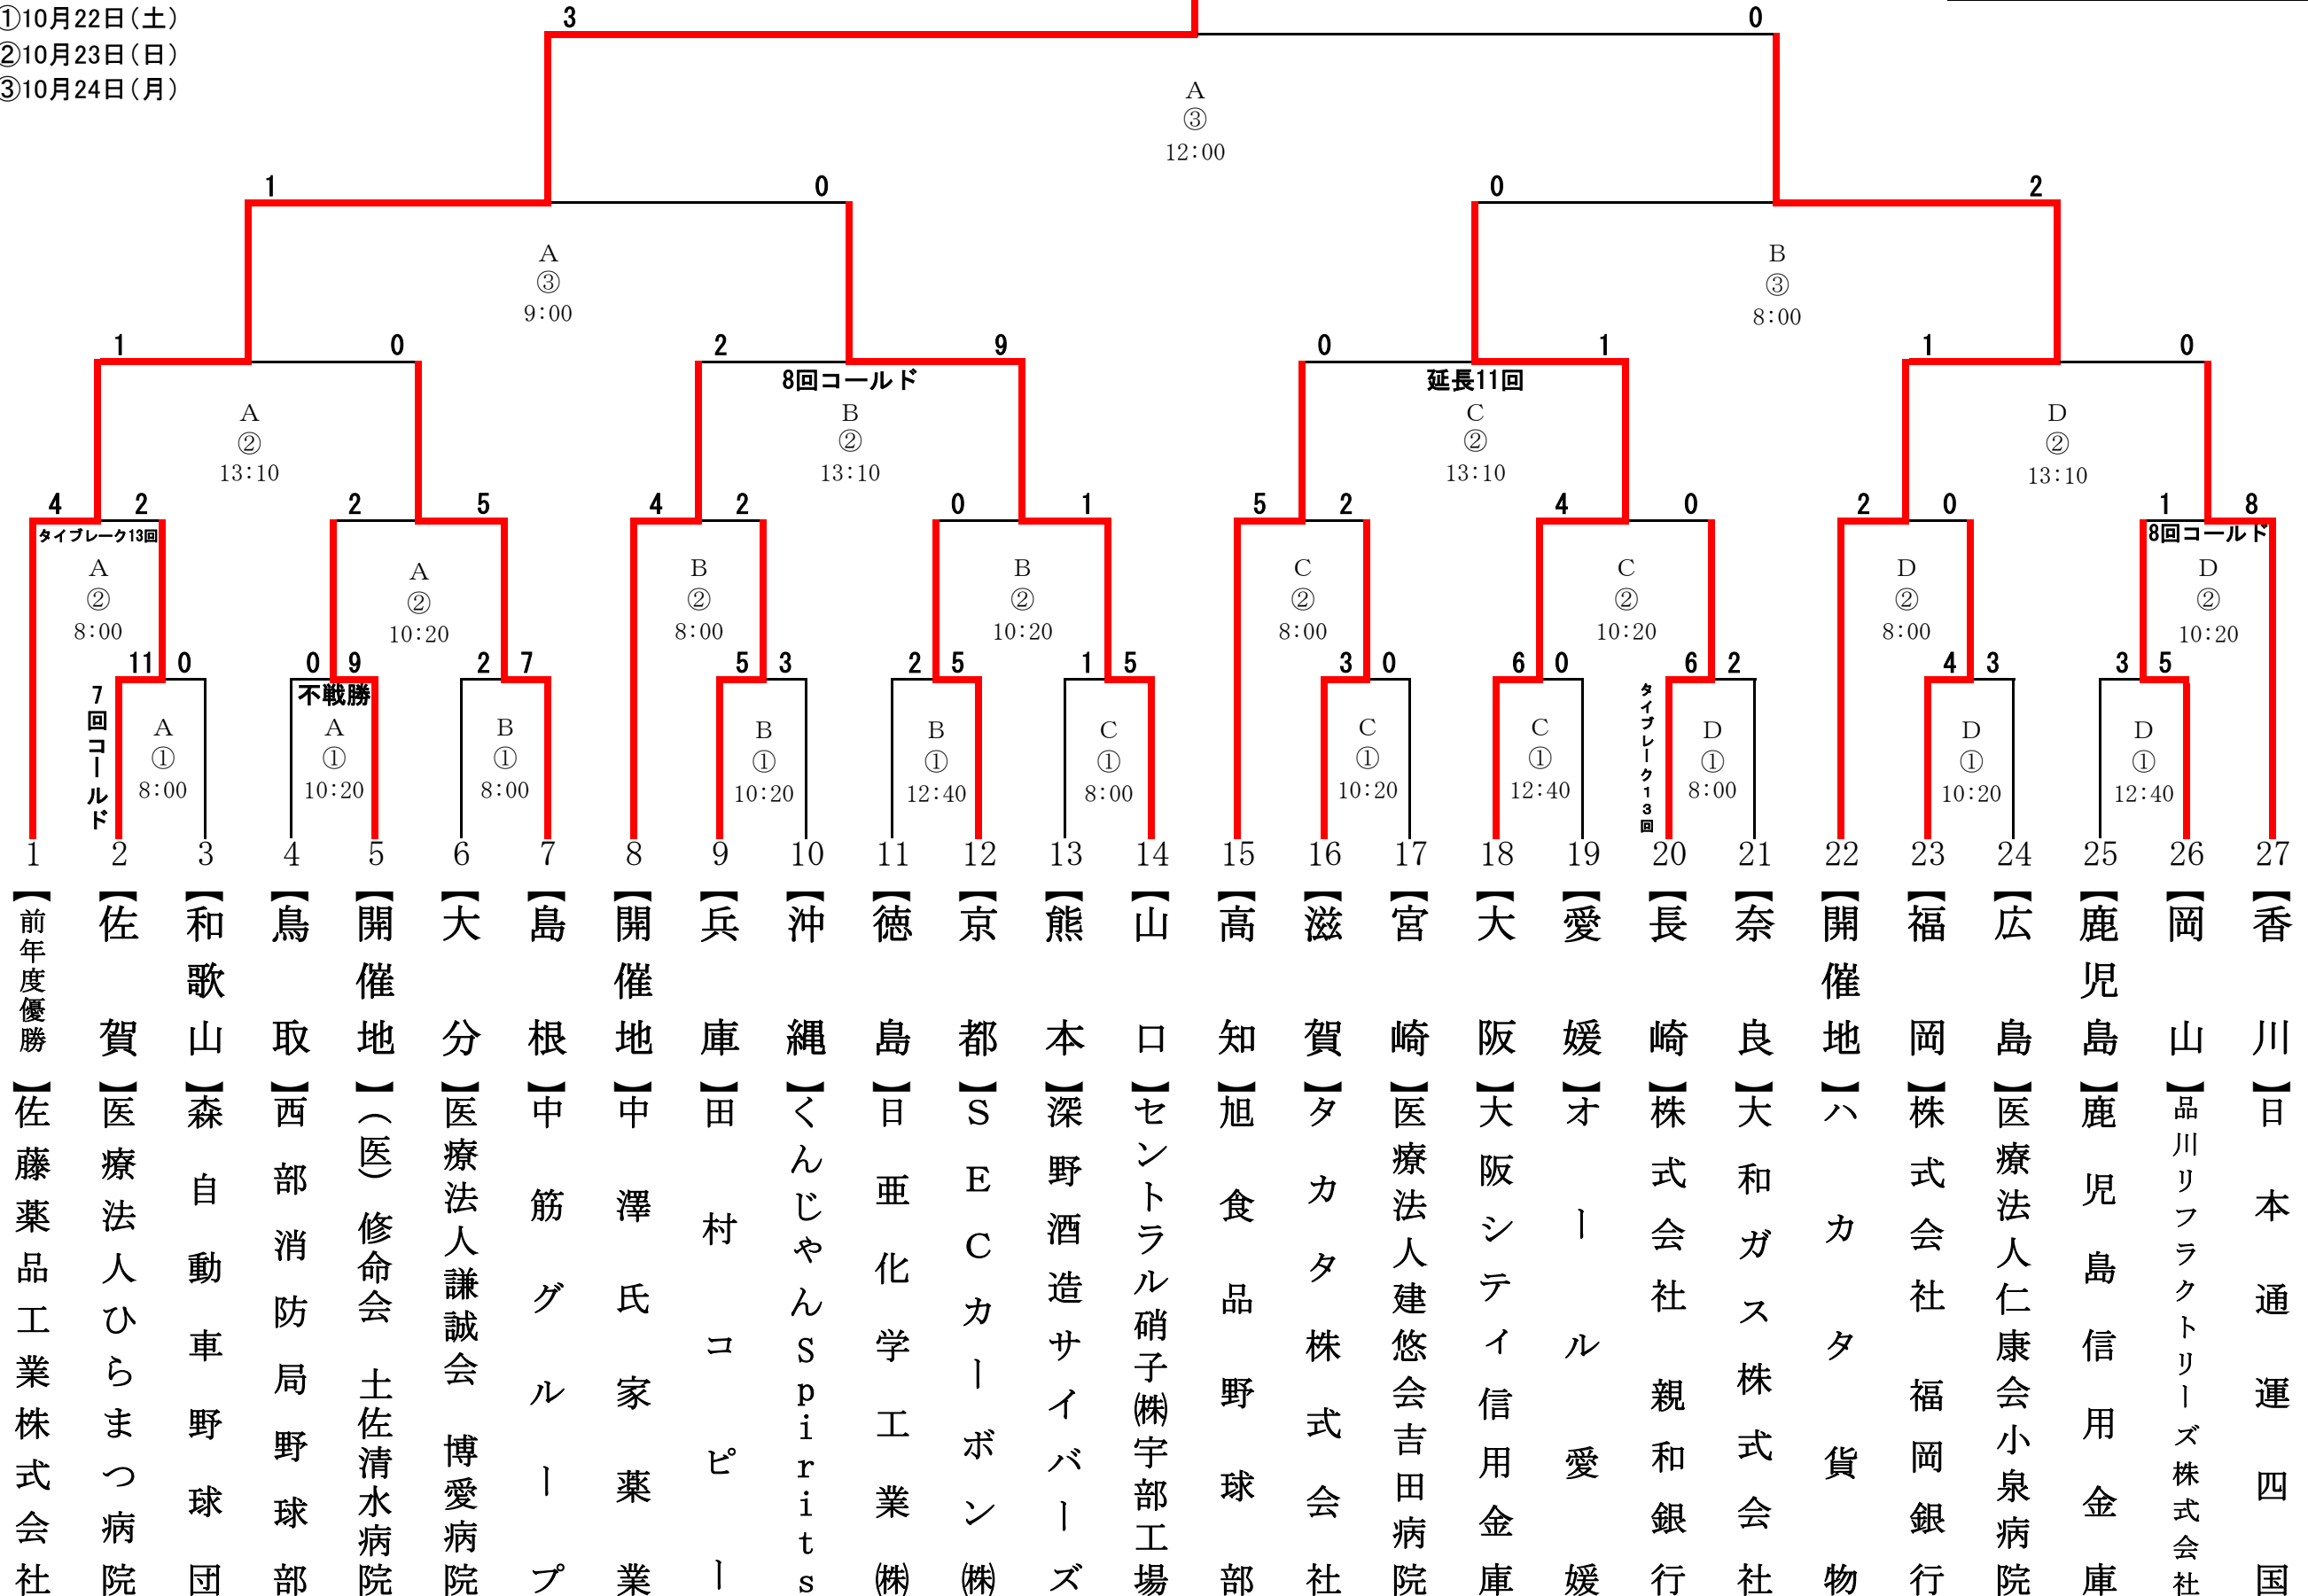 ①10月22日(土)
②10月23日(日)
③10月24日(月)
3 0
A
③
12:00
1 0 0 2
A
③
9:00
B
③
8:00
1 0 2 9 0 1 1 0
8回コールド
延長11回
A
②
13:10
B
②
13:10
C
②
13:10
D
②
13:10
4 2 2 5 4 2 0 1 5 2 4 0 2 0 1 8
タイブレーク13回
8回コールド
A
②
8:00
A
②
10:20
B
②
8:00
B
②
10:20
C
②
8:00
C
②
10:20
D
②
8:00
D
②
10:20
11 0 0 9 2 7 5 3 2 5 1 5 3 0 6 0 6 2 4 3 3 5
7回コールド
不戦勝
タイブレーク13回
A
①
8:00
A
①
10:20
B
①
8:00
B
①
10:20
B
①
12:40
C
①
8:00
C
①
10:20
C
①
12:40
D
①
8:00
D
①
10:20
D
①
12:40
1 【前年度優勝】佐藤薬品工業株式会社
2 【佐賀】医療法人ひらまつ病院
3 【和歌山】森自動車野球団
4 【鳥取】西部消防局野球部
5 【開催地】(医)修命会 土佐清水病院
6 【大分】医療法人謙誠会 博愛病院
7 【島根】中筋グループ
8 【開催地】中澤氏家薬業
9 【兵庫】田村コピー
10 【沖縄】くんじゃんSpirits
11 【徳島】日亜化学工業㈱
12 【京都】SECカーボン㈱
13 【熊本】深野酒造サイバーズ
14 【山口】セントラル硝子㈱宇部工場
15 【高知】旭食品野球部
16 【滋賀】タカタ株式会社
17 【宮崎】医療法人建悠会吉田病院
18 【大阪】大阪シティ信用金庫
19 【愛媛】オール愛媛
20 【長崎】株式会社親和銀行
21 【奈良】大和ガス株式会社
22 【開催地】ハカタ貨物
23 【福岡】株式会社福岡銀行
24 【広島】医療法人仁康会小泉病院
25 【鹿児島】鹿児島信用金庫
26 【岡山】品川リフラクトリーズ株式会社
27 【香川】日本通運四国